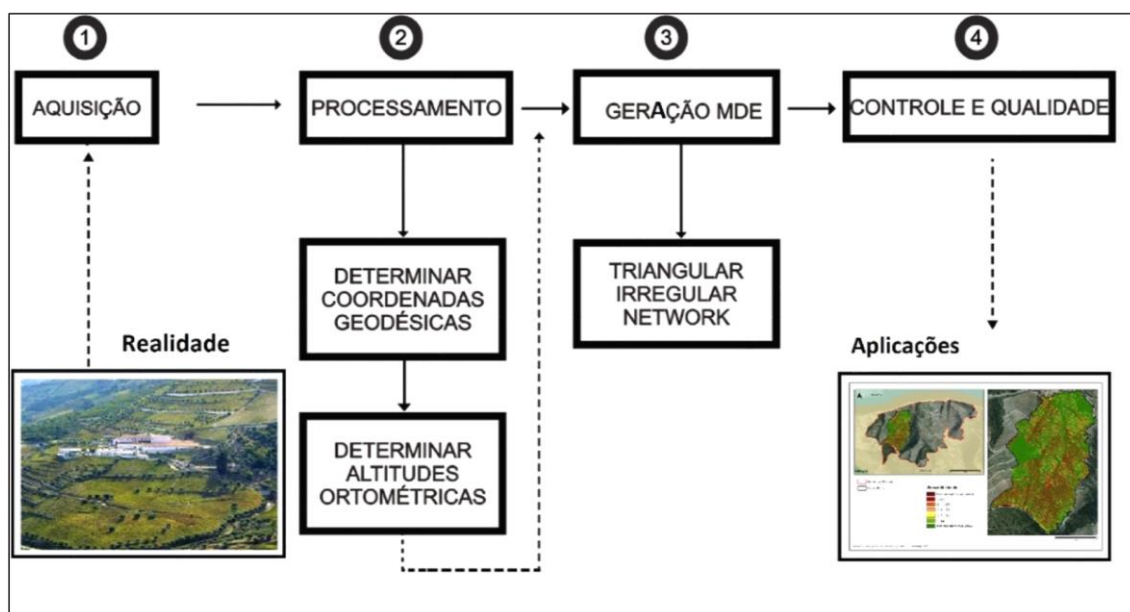 1
2
3
4
AQUISIÇÃO
PROCESSAMENTO
GERAÇÃO MDE
CONTROLE E QUALIDADE
DETERMINAR
COORDENADAS
GEODÉSICAS
TRIANGULAR
IRREGULAR
NETWORK
Realidade
Aplicações
DETERMINAR
ALTITUDES
ORTOMÉTRICAS